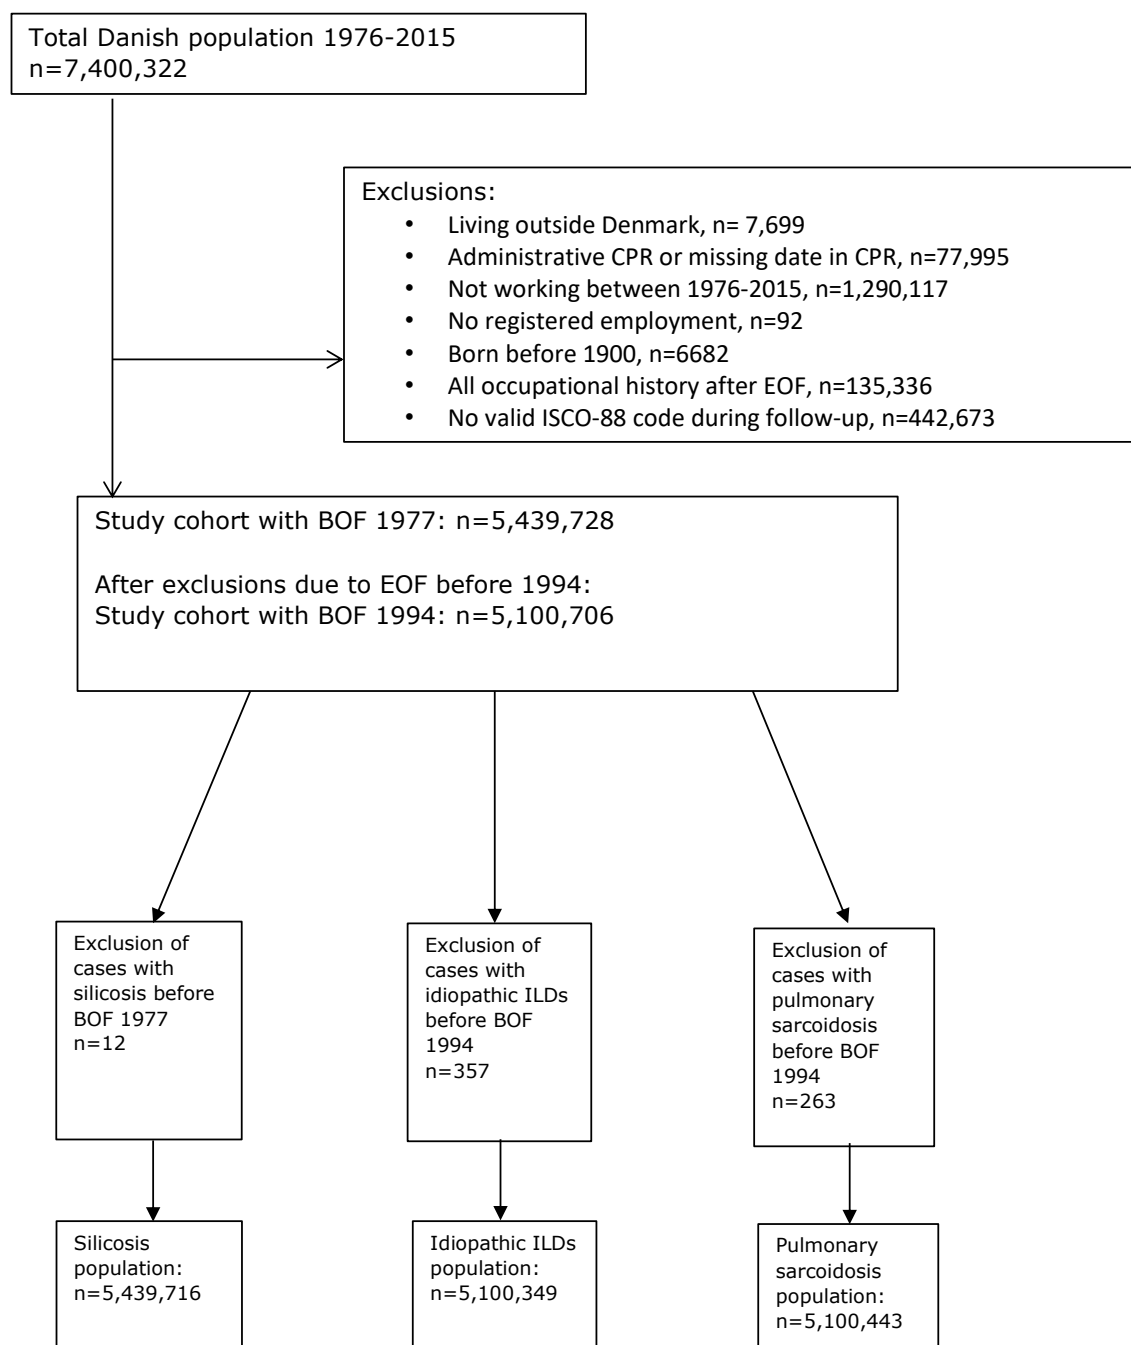 Total Danish population 1976-2015
n=7,400,322
Exclusions:
• Living outside Denmark, n= 7,699
• Administrative CPR or missing date in CPR, n=77,995
• Not working between 1976-2015, n=1,290,117
• No registered employment, n=92
• Born before 1900, n=6682
• All occupational history after EOF, n=135,336
• No valid ISCO-88 code during follow-up, n=442,673
Study cohort with BOF 1977: n=5,439,728
After exclusions due to EOF before 1994:
Study cohort with BOF 1994: n=5,100,706
Exclusion of
cases with
silicosis before
BOF 1977
n=12
Exclusion of
cases with
idiopathic ILDs
before BOF
1994
n=357
Exclusion of
cases with
pulmonary
sarcoidosis
before BOF
1994
n=263
Silicosis
population:
n=5,439,716
Idiopathic ILDs
population:
n=5,100,349
Pulmonary
sarcoidosis
population:
n=5,100,443